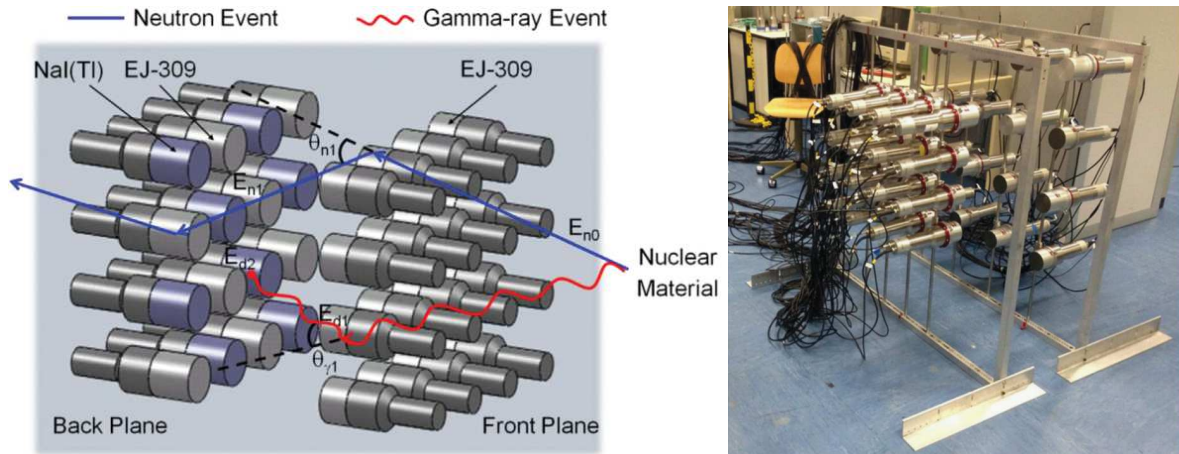 Neutron Event
Gamma-ray Event
NaI(Tl)
EJ-309
EJ-309
θn1
En1
En0
Nuclear
Material
Ed2
Ed1
θγ1
Back Plane
Front Plane